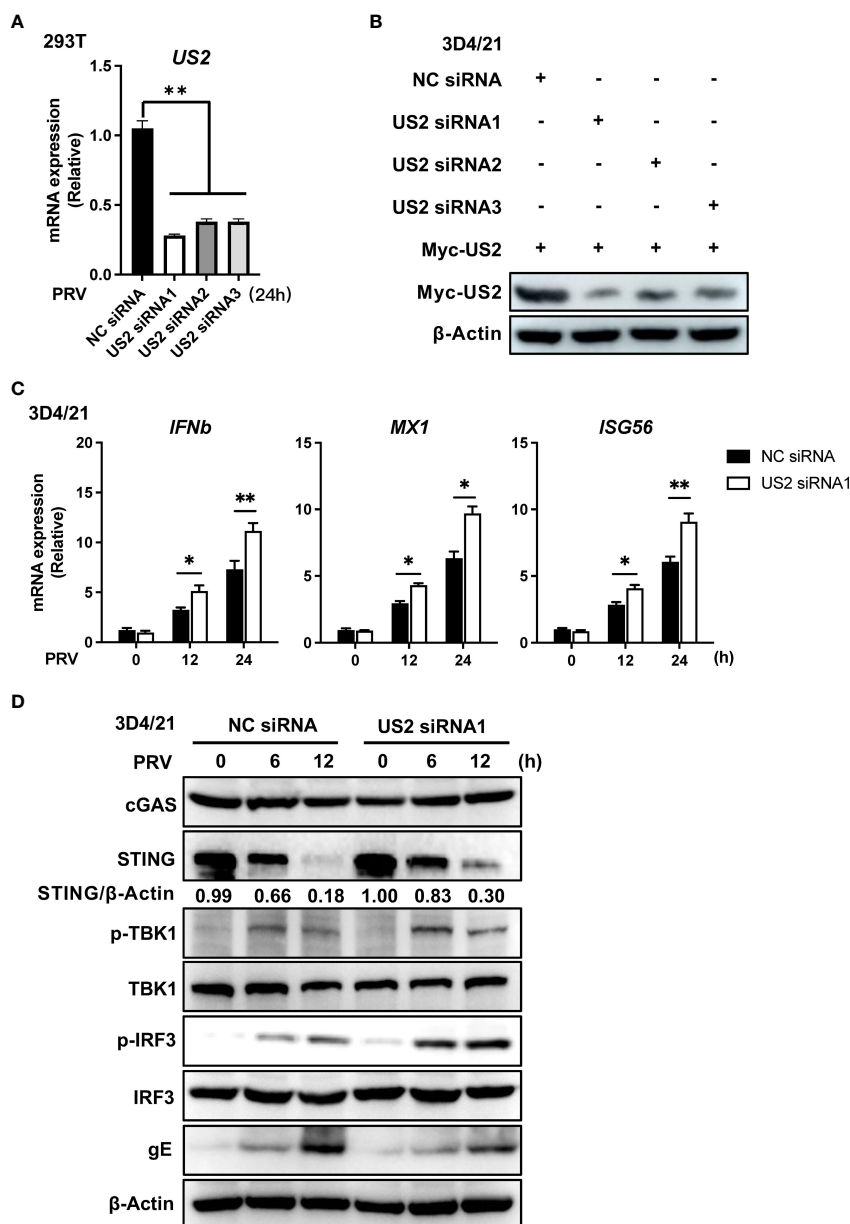 A
293T
US2
**
mRNA expression
(Relative)
1.5
1.0
0.5
0.0
PRV
NC siRNA
US2 siRNA1
US2 siRNA2
US2 siRNA3
(24h)
B
3D4/21
NC siRNA + - - -
US2 siRNA1 - + - -
US2 siRNA2 - - + -
US2 siRNA3 - - - +
Myc-US2 + + + +
Myc-US2
β-Actin
C
3D4/21
IFNb
mRNA expression
(Relative)
20
15
10
5
0
*
**
PRV 0 12 24
MX1
15
10
5
0
*
*
0 12 24
ISG56
15
10
5
0
*
**
0 12 24 (h)
NC siRNA
US2 siRNA1
D
3D4/21 NC siRNA US2 siRNA1
PRV 0 6 12 0 6 12 (h)
cGAS
STING
STING/β-Actin 0.99 0.66 0.18 1.00 0.83 0.30
p-TBK1
TBK1
p-IRF3
IRF3
gE
β-Actin